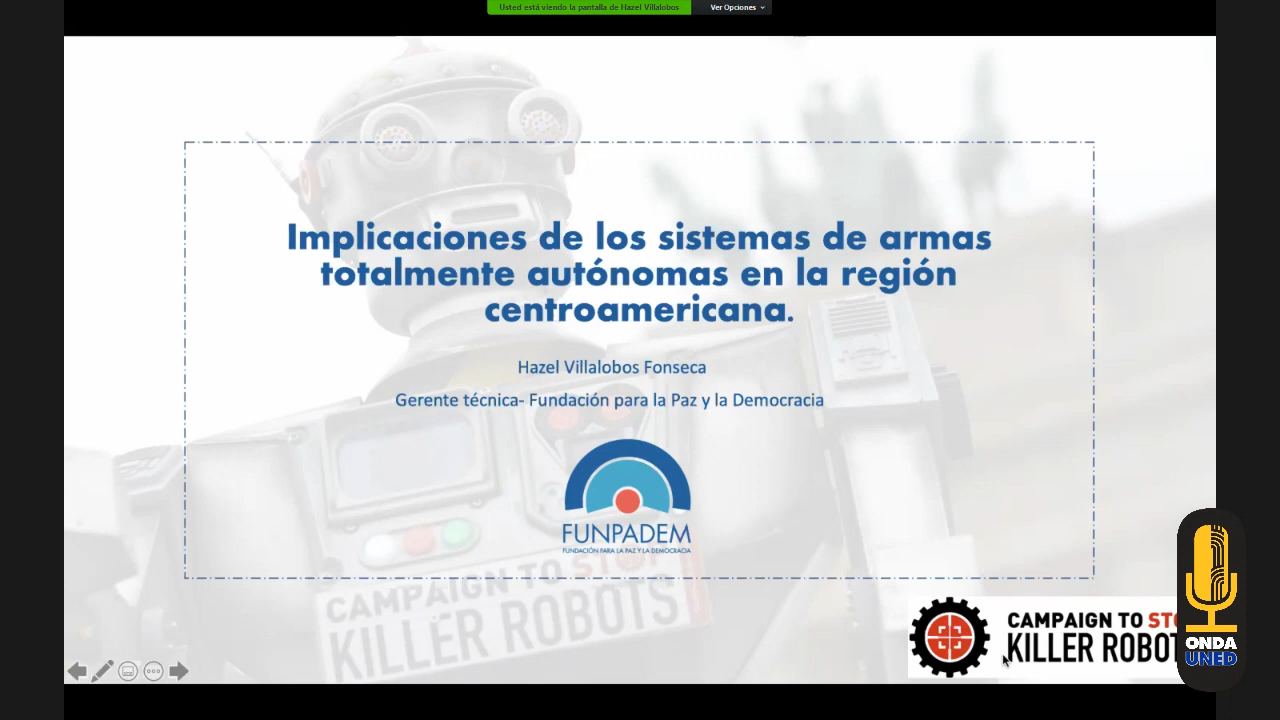 Usted está viendo la pantalla de Hazel Villalobos
Ver Opciones
Implicaciones de los sistemas de armas
totalmente autónomas en la región
centroamericana.
Hazel Villalobos Fonseca
Gerente técnica- Fundación para la Paz y la Democracia
FUNPADEM
FUNDACIÓN PARA LA PAZ Y LA DEMOCRACIA
CAMPAIGN TO STOP
KILLER ROBOTS
CAMPAIGN TO STO
KILLER ROBOT
ONDA
UNED